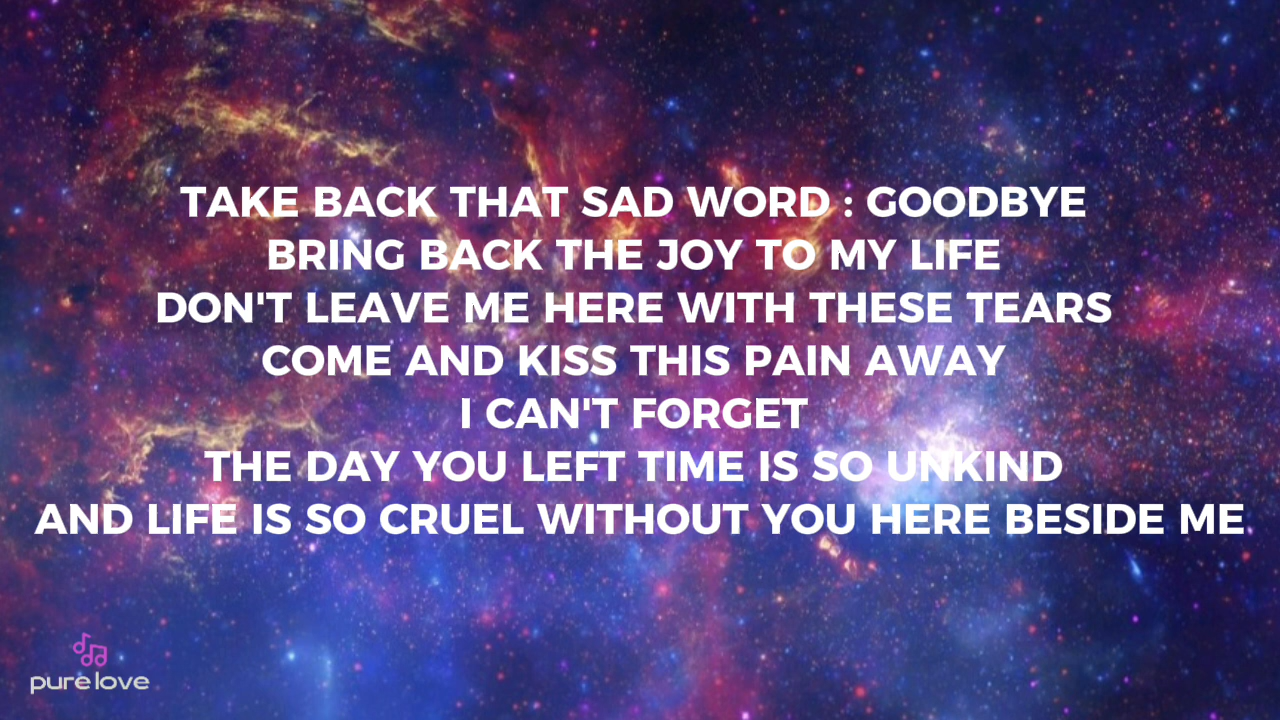 TAKE BACK THAT SAD WORD : GOODBYE
BRING BACK THE JOY TO MY LIFE
DON'T LEAVE ME HERE WITH THESE TEARS
COME AND KISS THIS PAIN AWAY
I CAN'T FORGET
THE DAY YOU LEFT TIME IS SO UNKIND
AND LIFE IS SO CRUEL WITHOUT YOU HERE BESIDE ME
pure love